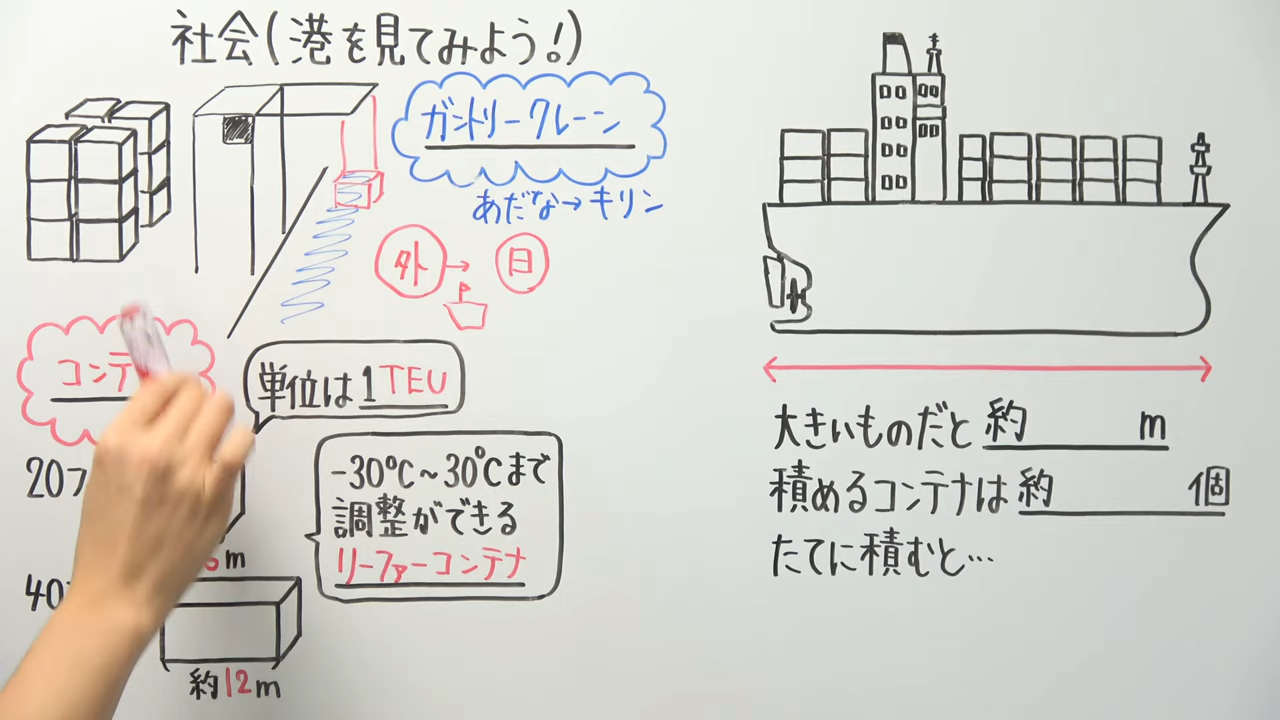 社会(港を見てみよう!)
ガントリークレーン
あだな→キリン
外→日
単位は1TEU
-30℃~30℃まで
調整ができる
リーファーコンテナ
約12m
大きいものだと約 m
積めるコンテナは約 個
たてに積むと…